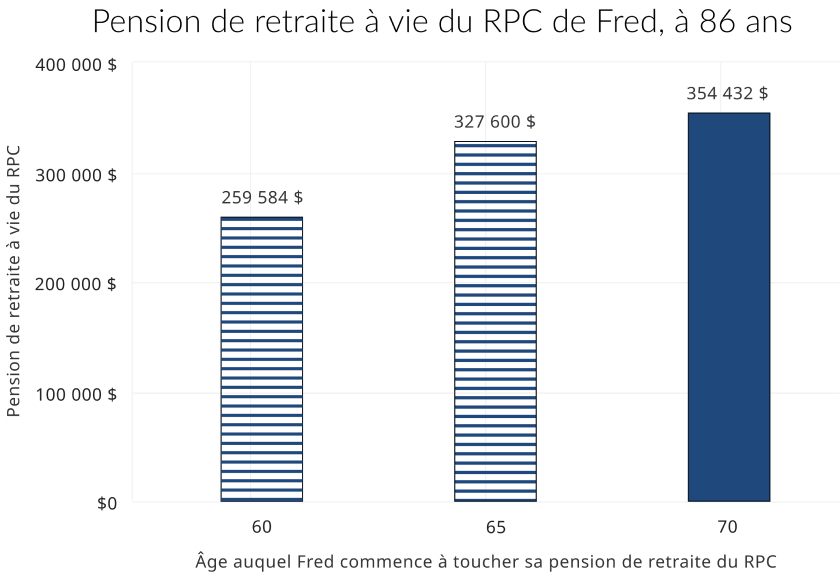 Pension de retraite à vie du RPC de Fred, à 86 ans
Pension de retraite à vie du RPC
400 000 $
300 000 $
200 000 $
100 000 $
$0
259 584 $
327 600 $
354 432 $
60
65
70
Âge auquel Fred commence à toucher sa pension de retraite du RPC